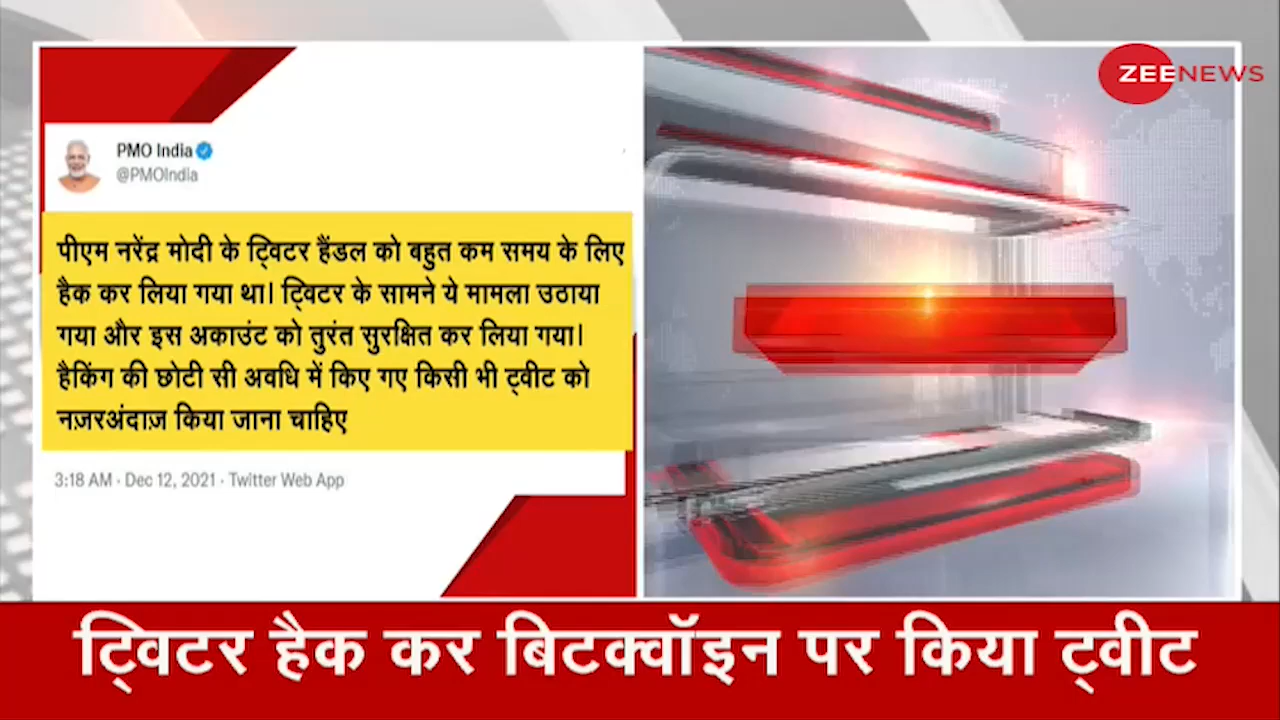 ZEENEWS
PMO India
@PMOIndia
पीएम नरेंद्र मोदी के ट्विटर हैंडल को बहुत कम समय के लिए
हैक कर लिया गया था। ट्विटर के सामने ये मामला उठाया
गया और इस अकाउंट को तुरंत सुरक्षित कर लिया गया।
हैकिंग की छोटी सी अवधि में किए गए किसी भी ट्वीट को
नज़रअंदाज़ किया जाना चाहिए
3:18 AM · Dec 12, 2021 · Twitter Web App
ट्विटर हैक कर बिटक्वॉइन पर किया ट्वीट